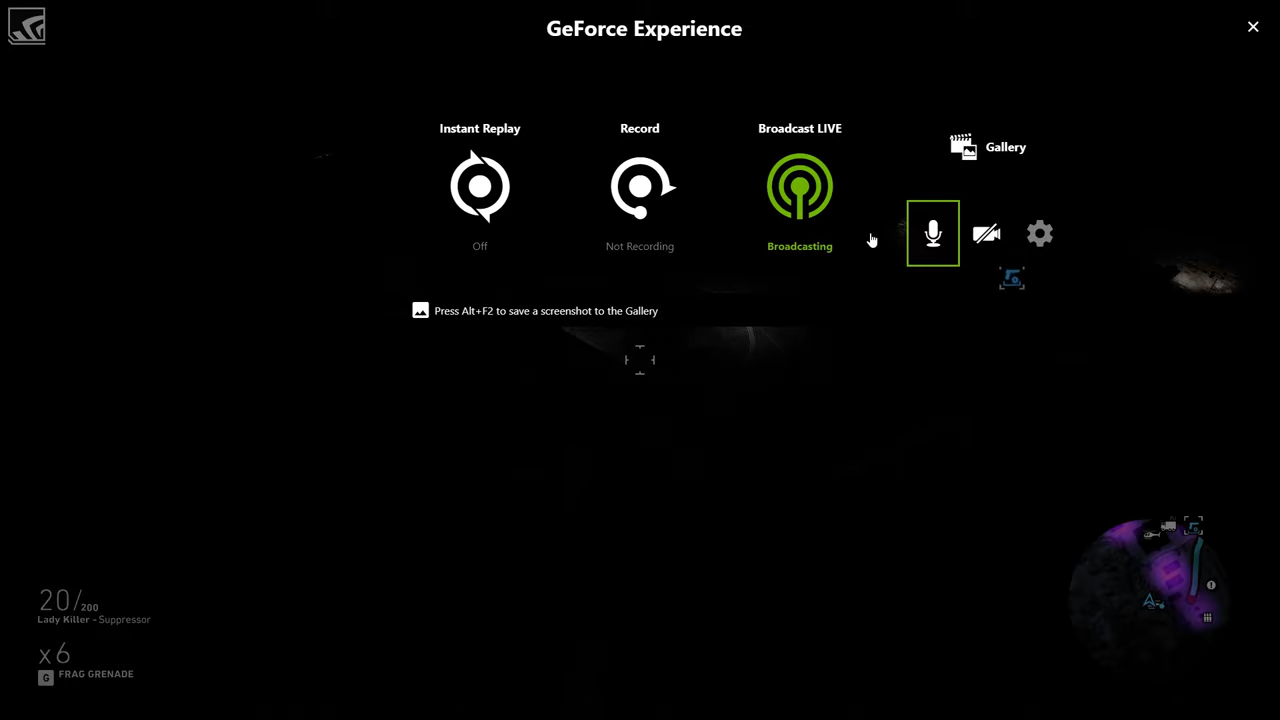 GeForce Experience
Instant Replay
Record
Broadcast LIVE
Gallery
Off
Not Recording
Broadcasting
Press Alt+F2 to save a screenshot to the Gallery
20/200
Lady Killer - Suppressor
x6
G FRAG GRENADE